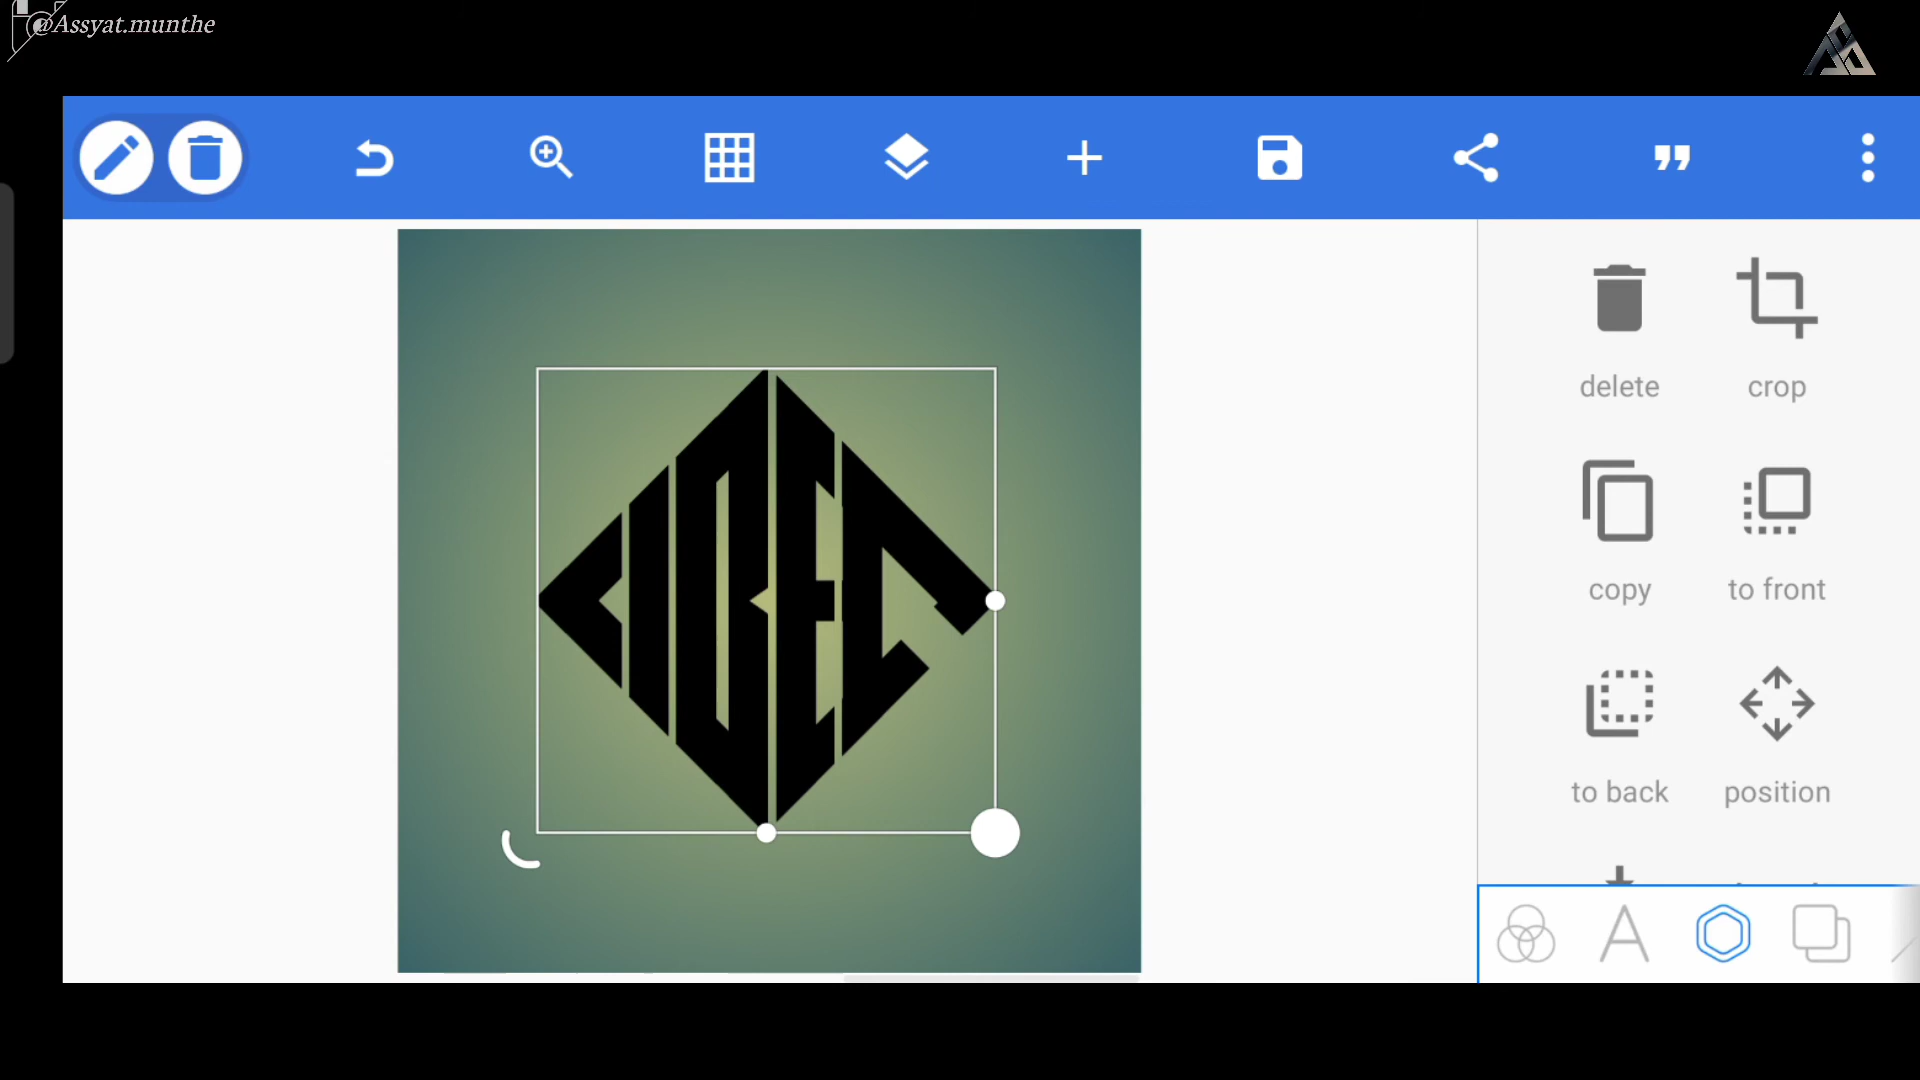 @Assyat.munthe
delete
crop
copy
to front
to back
position